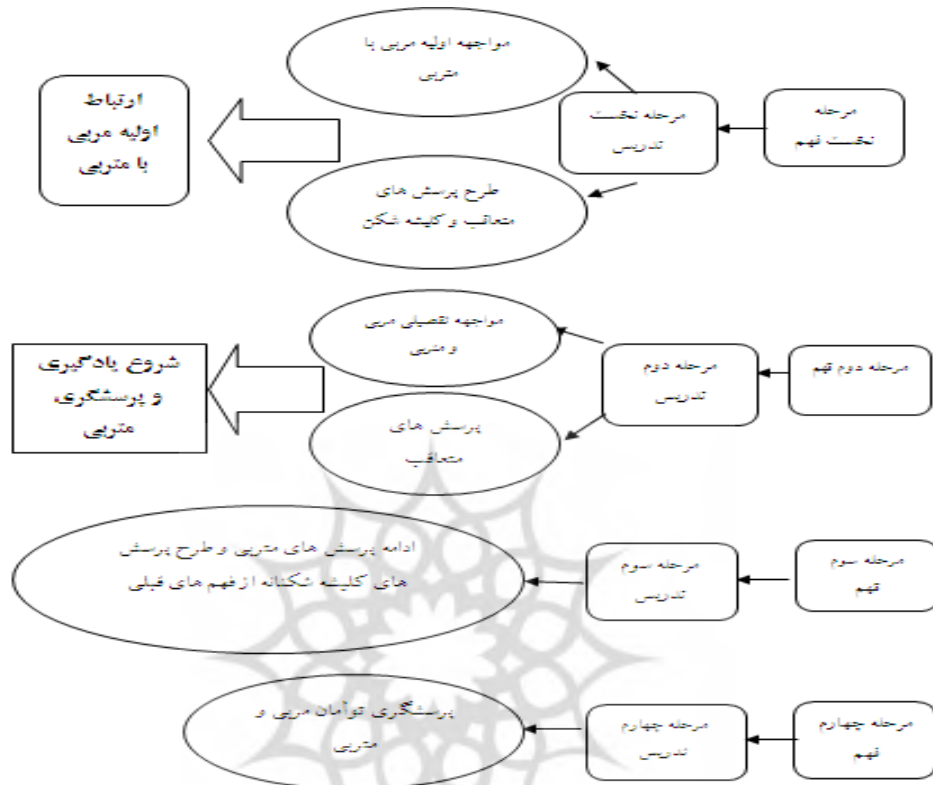 مرحله
نخست فهم
مرحله نخست
تدریس
مواجهه اولیه مربی با
متربی
طرح پرسش های
متعاقب و کلیشه شکن
ارتباط
اولیه مربی
با متربی
مرحله دوم فهم
مرحله دوم
تدریس
مواجهه تفصیلی مربی
و متربی
پرسش های
متعاقب
شروع یادگیری
و پرسشگری
متربی
مرحله سوم
فهم
مرحله سوم
تدریس
ادامه پرسش های متربی و طرح پرسش
های کلیشه شکنانه از فهم های قبلی
مرحله چهارم
فهم
مرحله چهارم
تدریس
پرسشگری توأمان مربی و
متربی